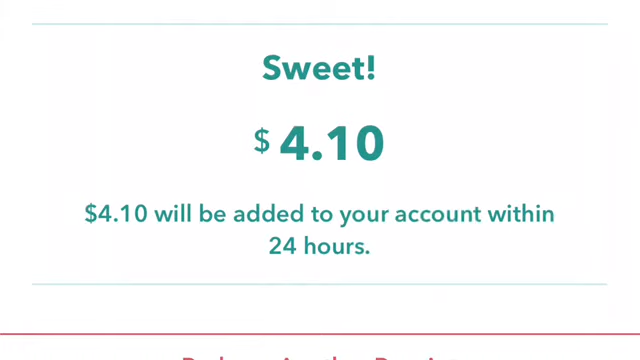 Sweet!
$ 4.10
$4.10 will be added to your account within
24 hours.